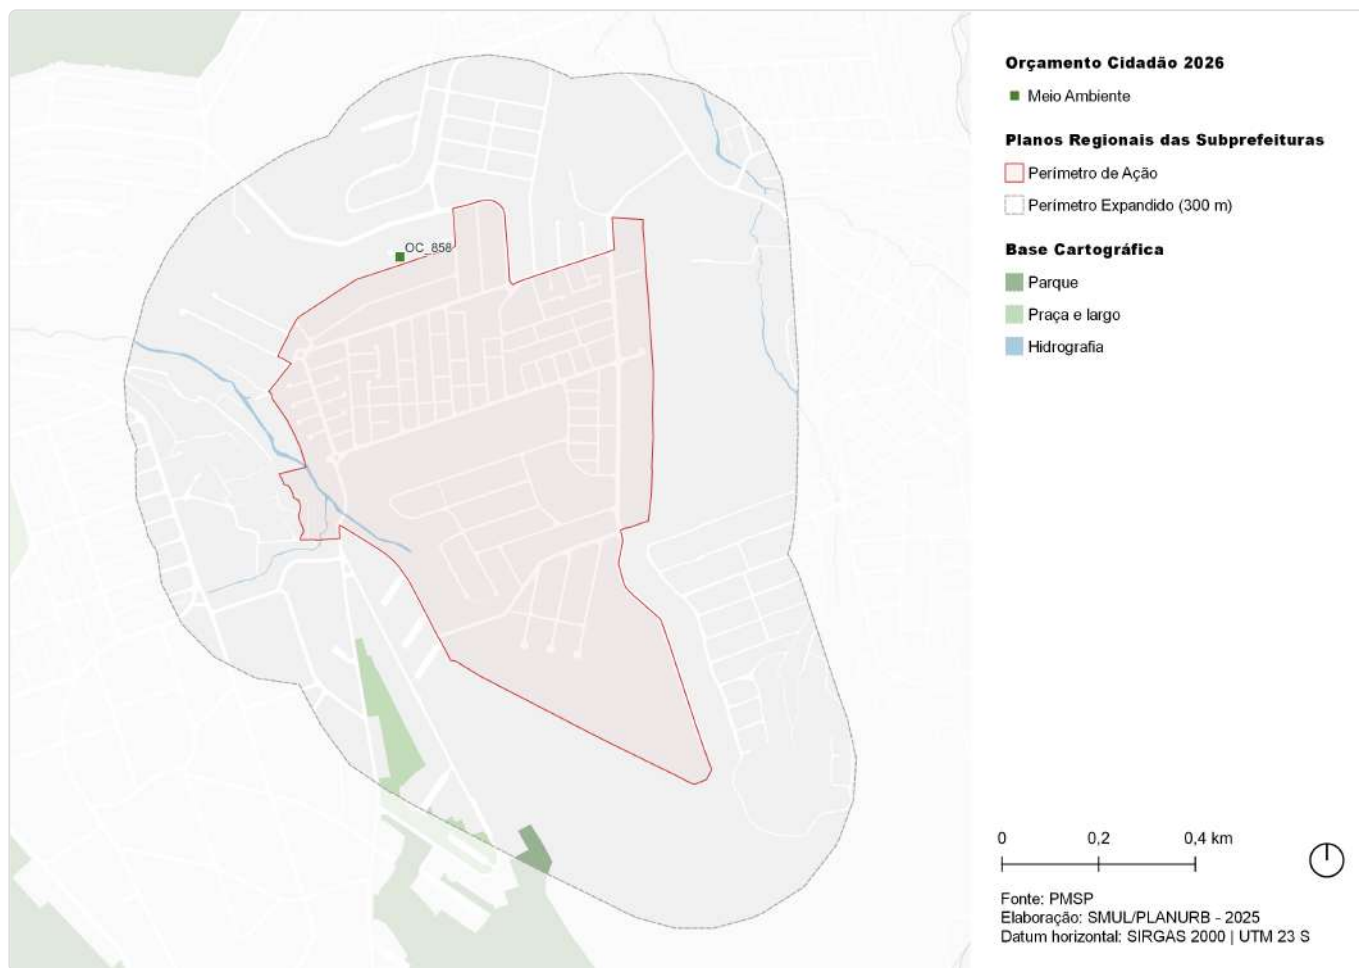 Orçamento Cidadão 2026
Meio Ambiente
Planos Regionais das Subprefeituras
Perímetro de Ação
Perímetro Expandido (300 m)
Base Cartográfica
Parque
Praça e largo
Hidrografia
OC_858
0 0,2 0,4 km
Fonte: PMSP
Elaboração: SMUL/PLANURB - 2025
Datum horizontal: SIRGAS 2000 | UTM 23 S